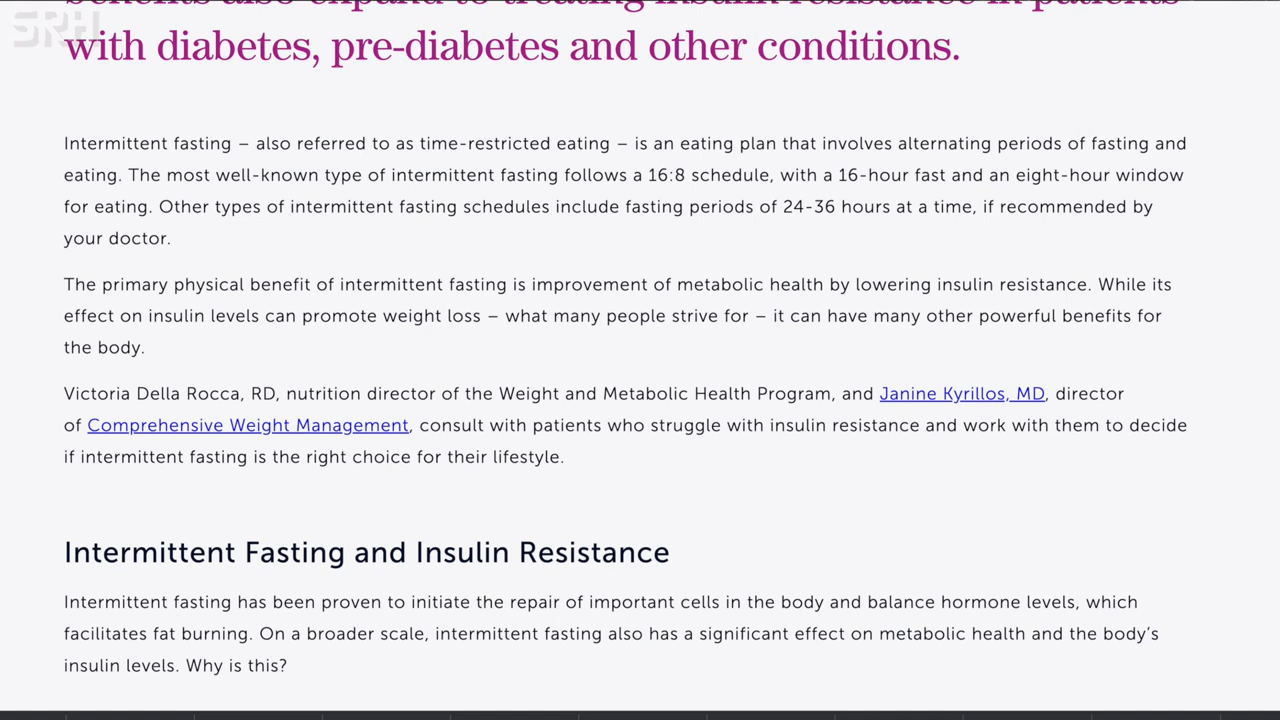 benefits also expand to treating insulin resistance in patients
SRH
with diabetes, pre-diabetes and other conditions.
Intermittent fasting – also referred to as time-restricted eating – is an eating plan that involves alternating periods of fasting and
eating. The most well-known type of intermittent fasting follows a 16:8 schedule, with a 16-hour fast and an eight-hour window
for eating. Other types of intermittent fasting schedules include fasting periods of 24-36 hours at a time, if recommended by
your doctor.
The primary physical benefit of intermittent fasting is improvement of metabolic health by lowering insulin resistance. While its
effect on insulin levels can promote weight loss – what many people strive for – it can have many other powerful benefits for
the body.
Victoria Della Rocca, RD, nutrition director of the Weight and Metabolic Health Program, and Janine Kyrillos, MD, director
of Comprehensive Weight Management, consult with patients who struggle with insulin resistance and work with them to decide
if intermittent fasting is the right choice for their lifestyle.
Intermittent Fasting and Insulin Resistance
Intermittent fasting has been proven to initiate the repair of important cells in the body and balance hormone levels, which
facilitates fat burning. On a broader scale, intermittent fasting also has a significant effect on metabolic health and the body's
insulin levels. Why is this?